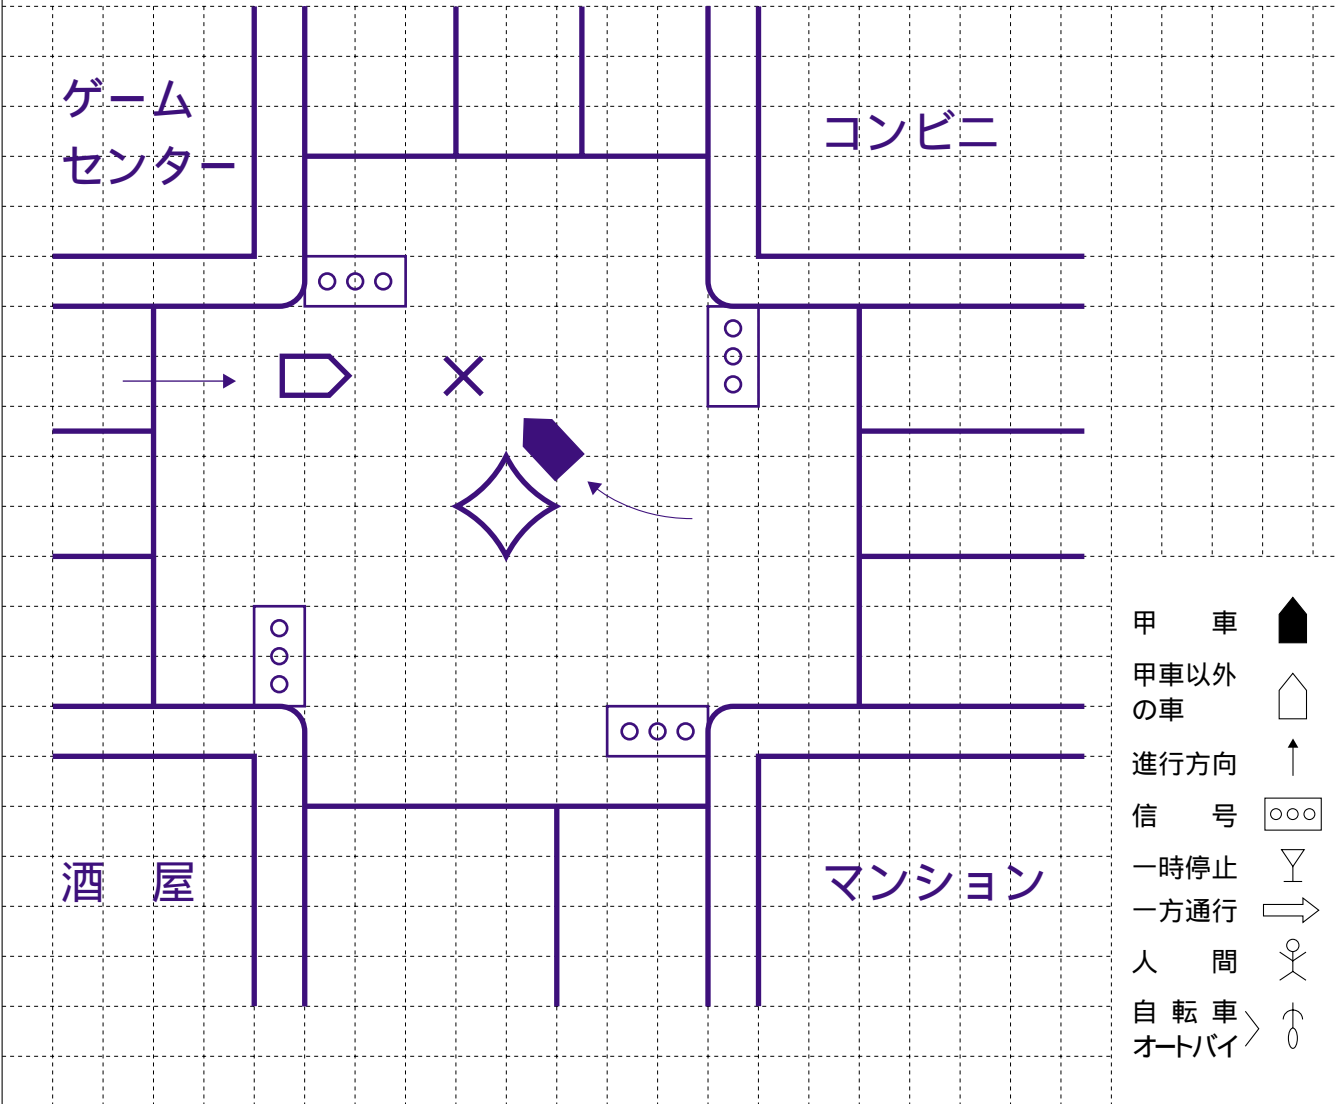 ゲーム
センター
コンビニ
酒　屋
マンション
甲　　車
甲車以外
の車
進行方向
信　　号
一時停止
一方通行
人　　間
自 転 車
オートバイ